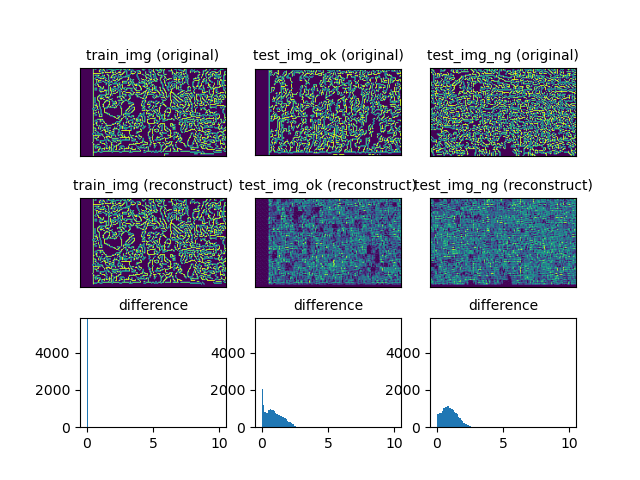 train_img (original) test_img_ok (original) test_img_ng (original)
train_img (reconstruct) test_img_ok (reconstruct) test_img_ng (reconstruct)
difference difference difference
4000 4000 4000
2000 2000 2000
0 0 0
0 5 10 0 5 10 0 5 10